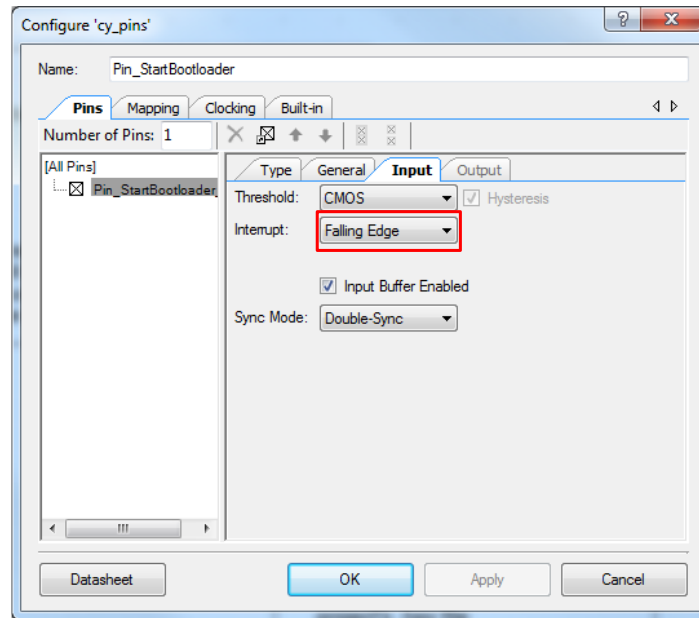 Configure 'cy_pins'
Name: Pin_StartBootloader
Pins Mapping Clocking Built-in
Number of Pins: 1
[All Pins]
Pin_StartBootloader_
Type General Input Output
Threshold: CMOS Hysteresis
Interrupt: Falling Edge
Input Buffer Enabled
Sync Mode: Double-Sync
Datasheet OK Apply Cancel